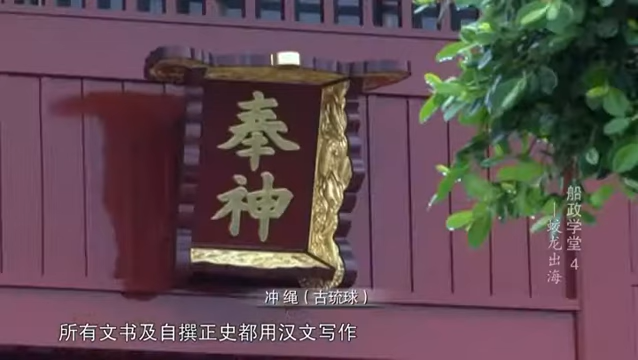 奉神
船政学堂 4
—蛟龙出海
冲绳（古琉球）
所有文书及自撰正史都用汉文写作